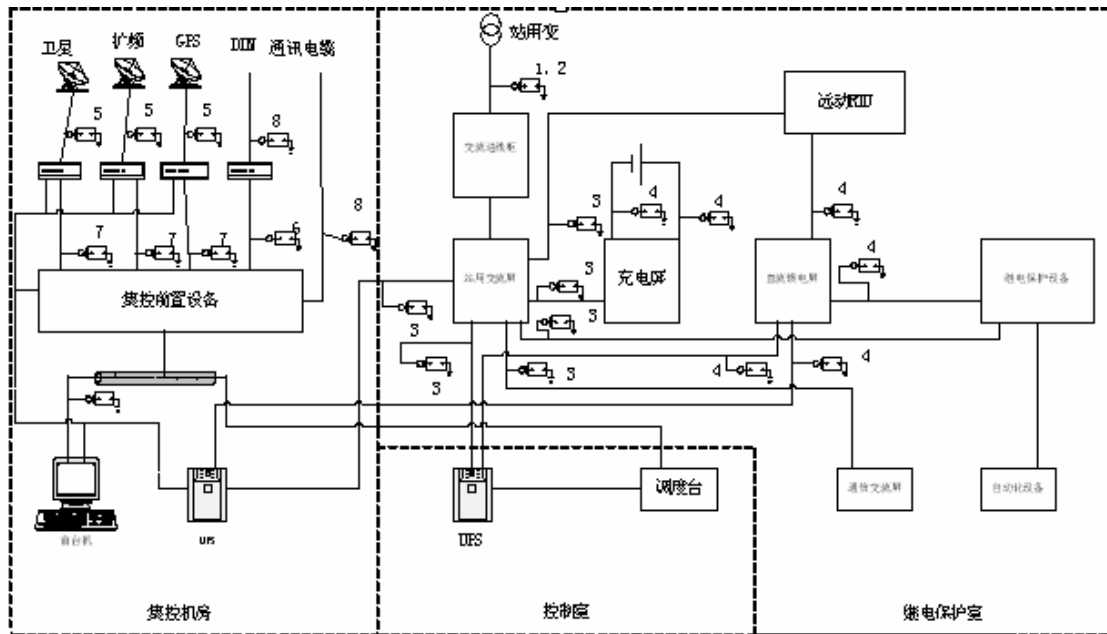 卫星
扩频
GPS
DDN
通讯电缆
站用变
1, 2
5
5
5
8
远动RTU
交流进线柜
3
4
4
4
8
6
7
7
7
4
集控前置设备
站用交流屏
充电屏
直流馈电屏
继电保护设备
3
3
3
3
3
4
4
前台机
UPS
UPS
调度台
通信交流屏
自动化设备
集控机房
控制室
继电保护室